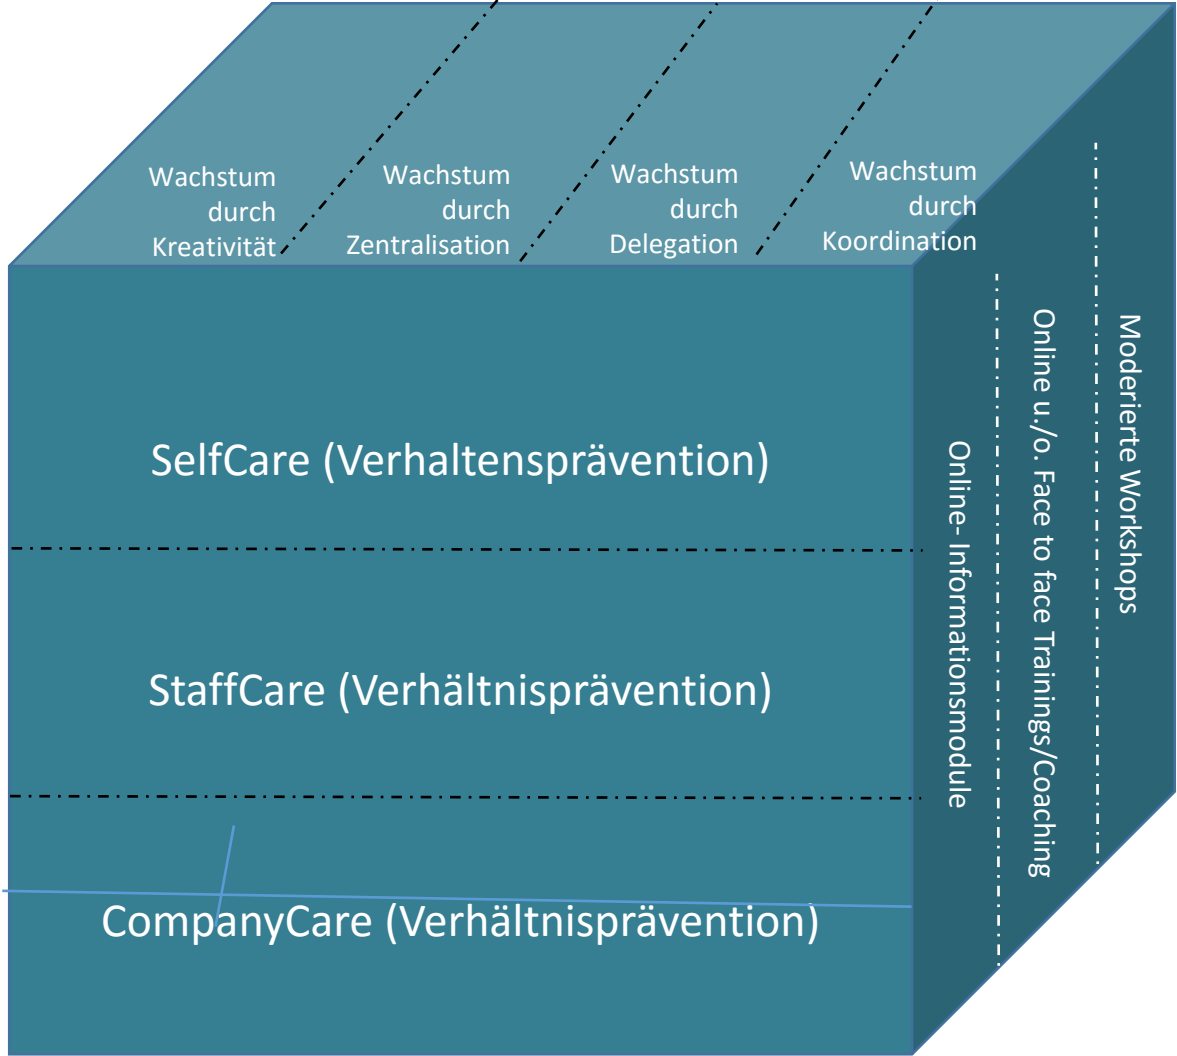 Wachstum
durch
Kreativität
Wachstum
durch
Zentralisation
Wachstum
durch
Delegation
Wachstum
durch
Koordination
SelfCare (Verhaltensprävention)
StaffCare (Verhältnisprävention)
CompanyCare (Verhältnisprävention)
Online- Informationsmodule
Online u./o. Face to face Trainings/Coaching
Moderierte Workshops